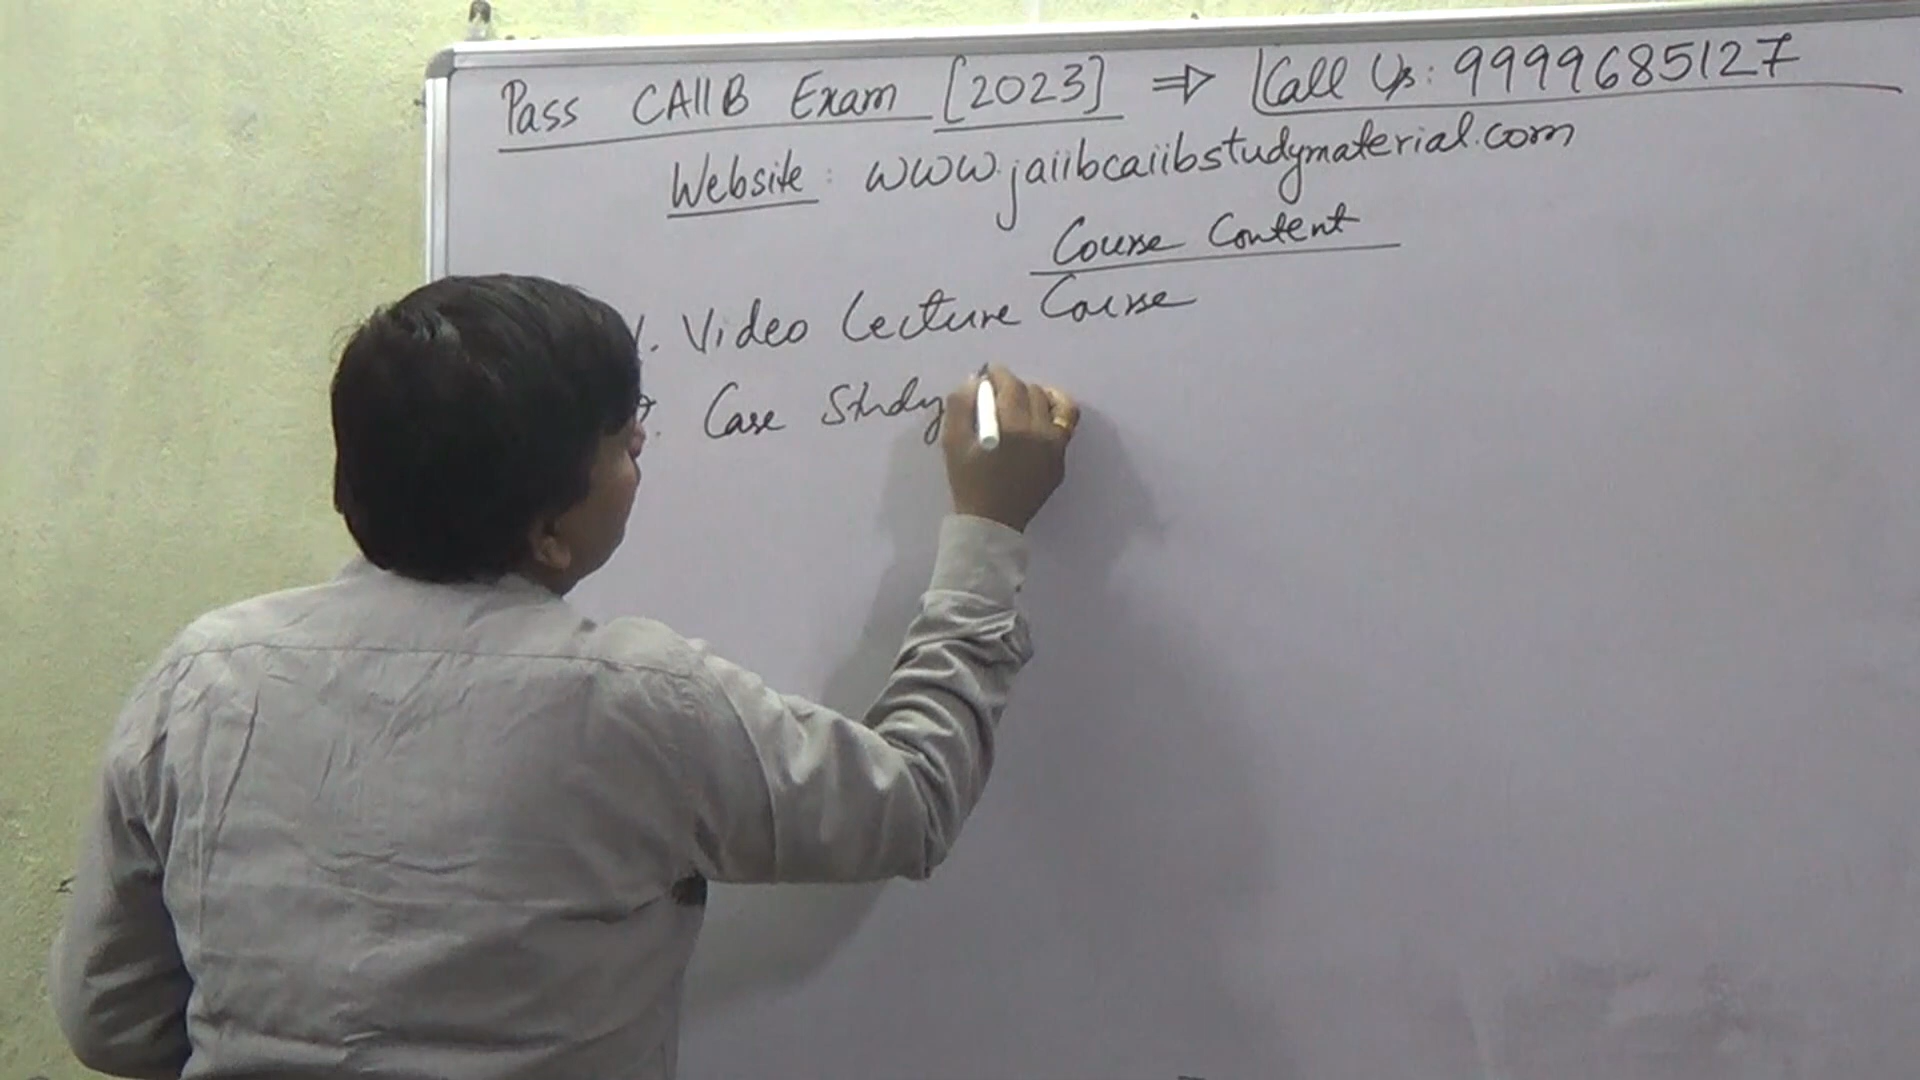 Pass CAIIB Exam [2023] ⇒ Call Us: 9999685127
Website: www.jaiibcaiibstudymaterial.com
Course Content
1. Video Lecture Course
2. Case Study